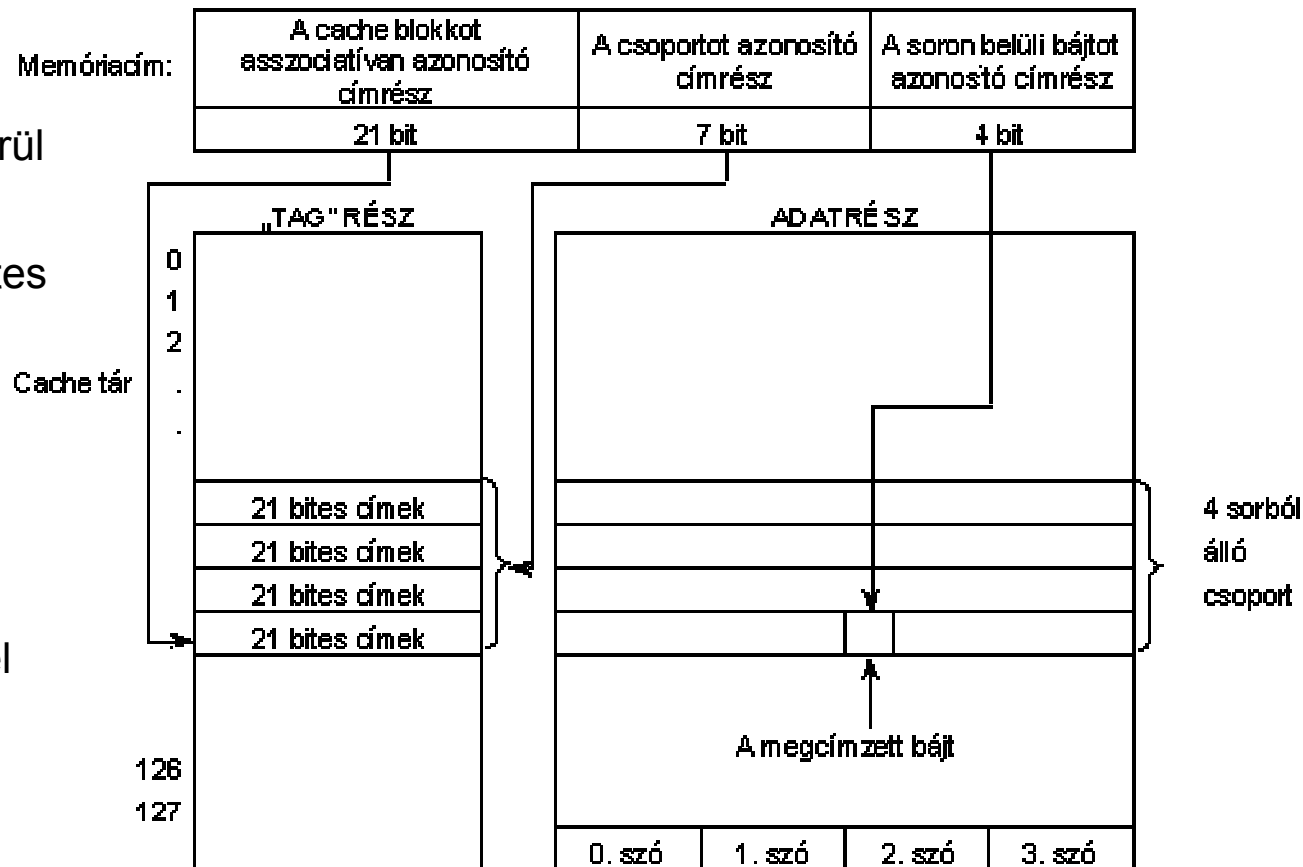 Memóriacím:
A cache blokkot
asszociatívan azonosító
címrész
A csoportot azonosító
címrész
A soron belüli bájtot
azonostó címrész
21 bit
7 bit
4 bit
rül
tes
el
„TAG" RÉSZ
ADATRÉSZ
0
1
2
.
.
Cache tár
21 bites címek
21 bites címek
21 bites címek
21 bites címek
4 sorból
álló
csoport
A megcímzett bájt
126
127
0. szó
1. szó
2. szó
3. szó